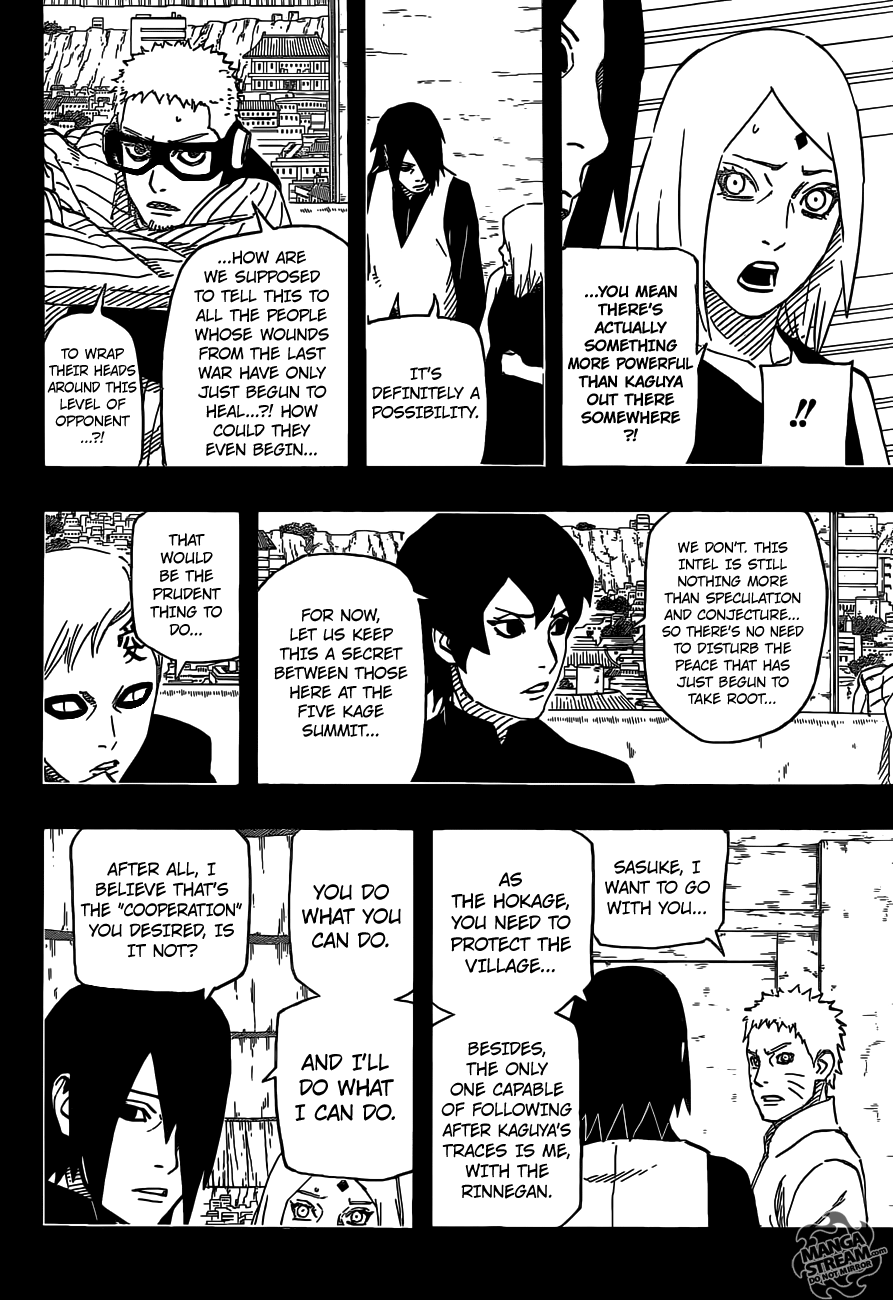 !!
...YOU MEAN
THERE'S
ACTUALLY
SOMETHING
MORE POWERFUL
THAN KAGUYA
OUT THERE
SOMEWHERE
?!
IT'S
DEFINITELY A
POSSIBILITY.
...HOW ARE
WE SUPPOSED
TO TELL THIS TO
ALL THE PEOPLE
WHOSE WOUNDS
FROM THE LAST
WAR HAVE ONLY
JUST BEGUN TO
HEAL...?! HOW
COULD THEY
EVEN BEGIN...
TO WRAP
THEIR HEADS
AROUND THIS
LEVEL OF
OPPONENT
...?!
WE DON'T. THIS
INTEL IS STILL
NOTHING MORE
THAN SPECULATION
AND CONJECTURE...
SO THERE'S NO NEED
TO DISTURB THE
PEACE THAT HAS
JUST BEGUN TO
TAKE ROOT...
FOR NOW,
LET US KEEP
THIS A SECRET
BETWEEN THOSE
HERE AT THE
FIVE KAGE
SUMMIT...
THAT
WOULD
BE THE
PRUDENT
THING TO
DO...
愛
SASUKE, I
WANT TO GO
WITH YOU...
AS
THE HOKAGE,
YOU NEED TO
PROTECT THE
VILLAGE...
BESIDES,
THE ONLY
ONE CAPABLE
OF FOLLOWING
AFTER KAGUYA'S
TRACES IS ME,
WITH THE
RINNEGAN.
YOU DO
WHAT YOU
CAN DO.
AND I'LL
DO WHAT
I CAN DO.
AFTER ALL, I
BELIEVE THAT'S
THE "COOPERATION"
YOU DESIRED, IS
IT NOT?
MANGA
STREAM.com
DO NOT MIRROR